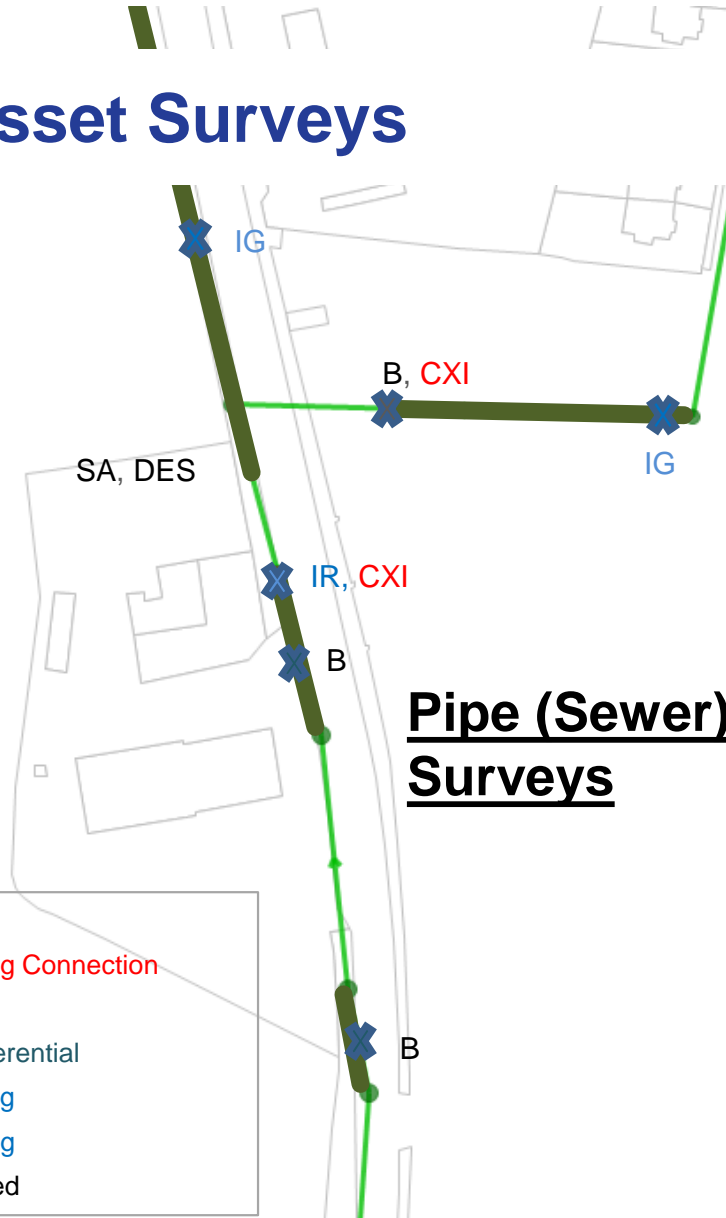 sset Surveys
IG
B, CXI
IG
SA, DES
IR, CXI
B
Pipe (Sewer)
Surveys
g Connection
erential
g
g
ed
B